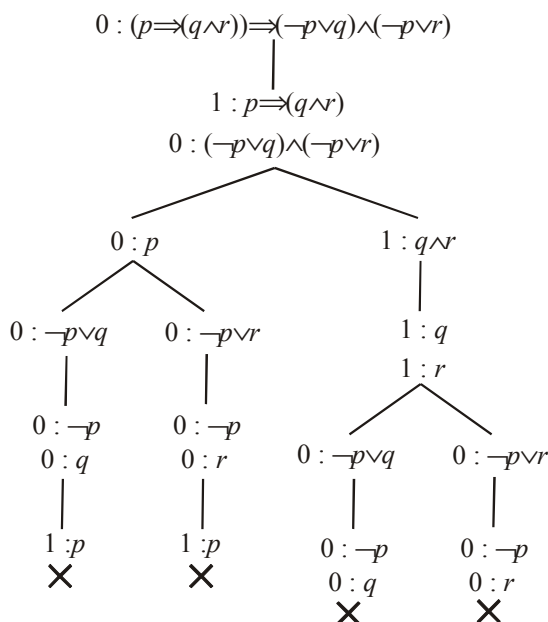 0 : (p⇒(q∧r))⇒(¬p∨q)∧(¬p∨r)
1 : p⇒(q∧r)
0 : (¬p∨q)∧(¬p∨r)
0 : p
1 : q∧r
0 : ¬p∨q
0 : ¬p∨r
1 : q
1 : r
0 : ¬p
0 : q
0 : ¬p
0 : r
0 : ¬p∨q
0 : ¬p∨r
1 :p
1 :p
0 : ¬p
0 : q
0 : ¬p
0 : r